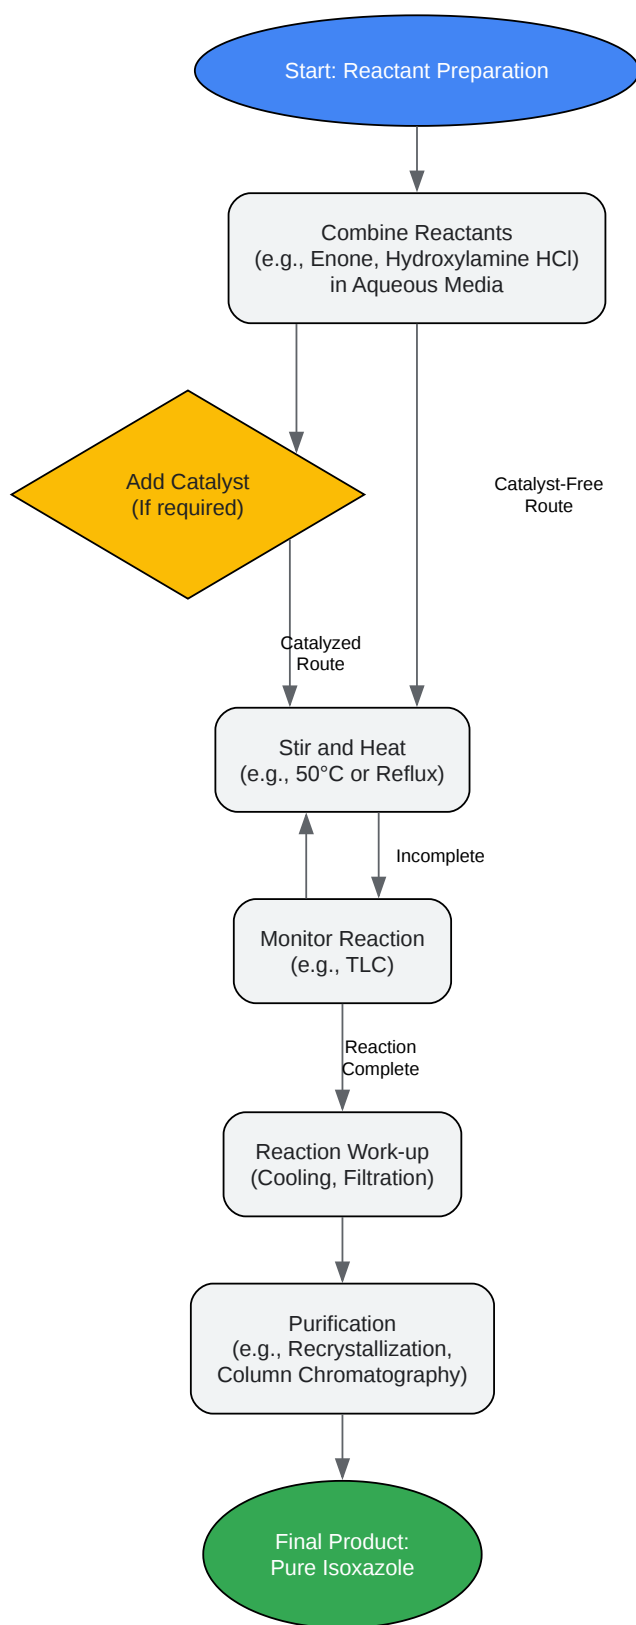 Start: Reactant Preparation
Combine Reactants
(e.g., Enone, Hydroxylamine HCl)
in Aqueous Media
Add Catalyst
(If required)
Catalyst-Free
Route
Catalyzed
Route
Stir and Heat
(e.g., 50°C or Reflux)
Incomplete
Monitor Reaction
(e.g., TLC)
Reaction
Complete
Reaction Work-up
(Cooling, Filtration)
Purification
(e.g., Recrystallization,
Column Chromatography)
Final Product:
Pure Isoxazole